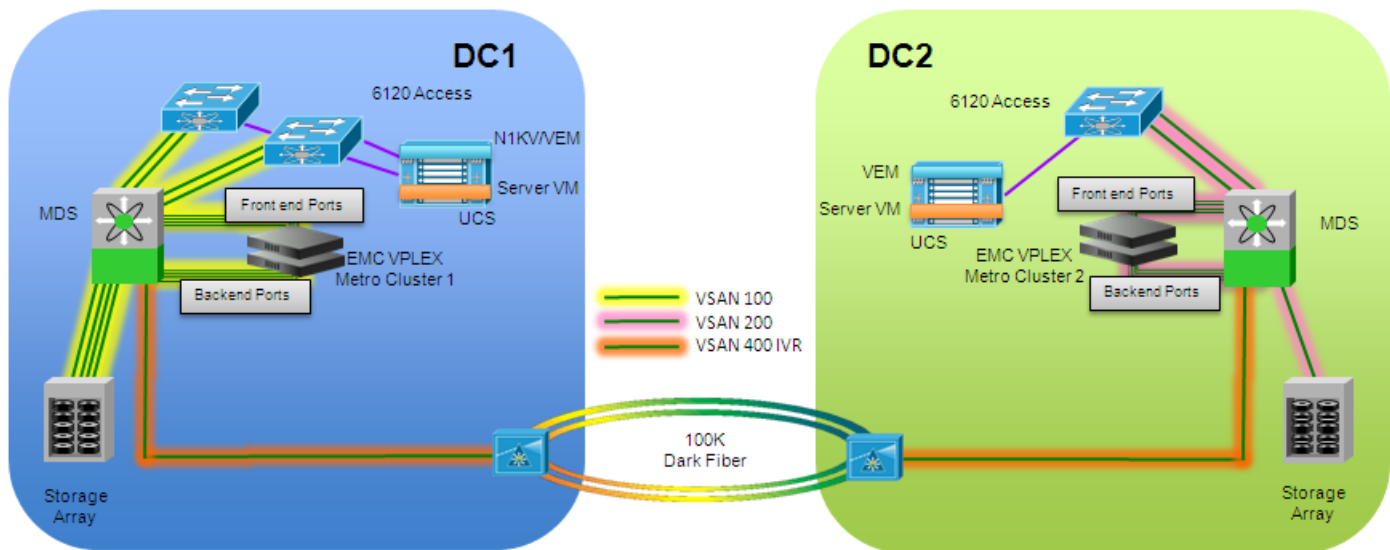 DC1
6120 Access
N1KV/VEM
Server VM
UCS
MDS
Front end Ports
EMC VPLEX
Metro Cluster 1
Backend Ports
Storage
Array
VSAN 100
VSAN 200
VSAN 400 IVR
100K
Dark Fiber
DC2
6120 Access
VEM
Server VM
UCS
Front end Ports
MDS
EMC VPLEX
Metro Cluster 2
Backend Ports
Storage
Array